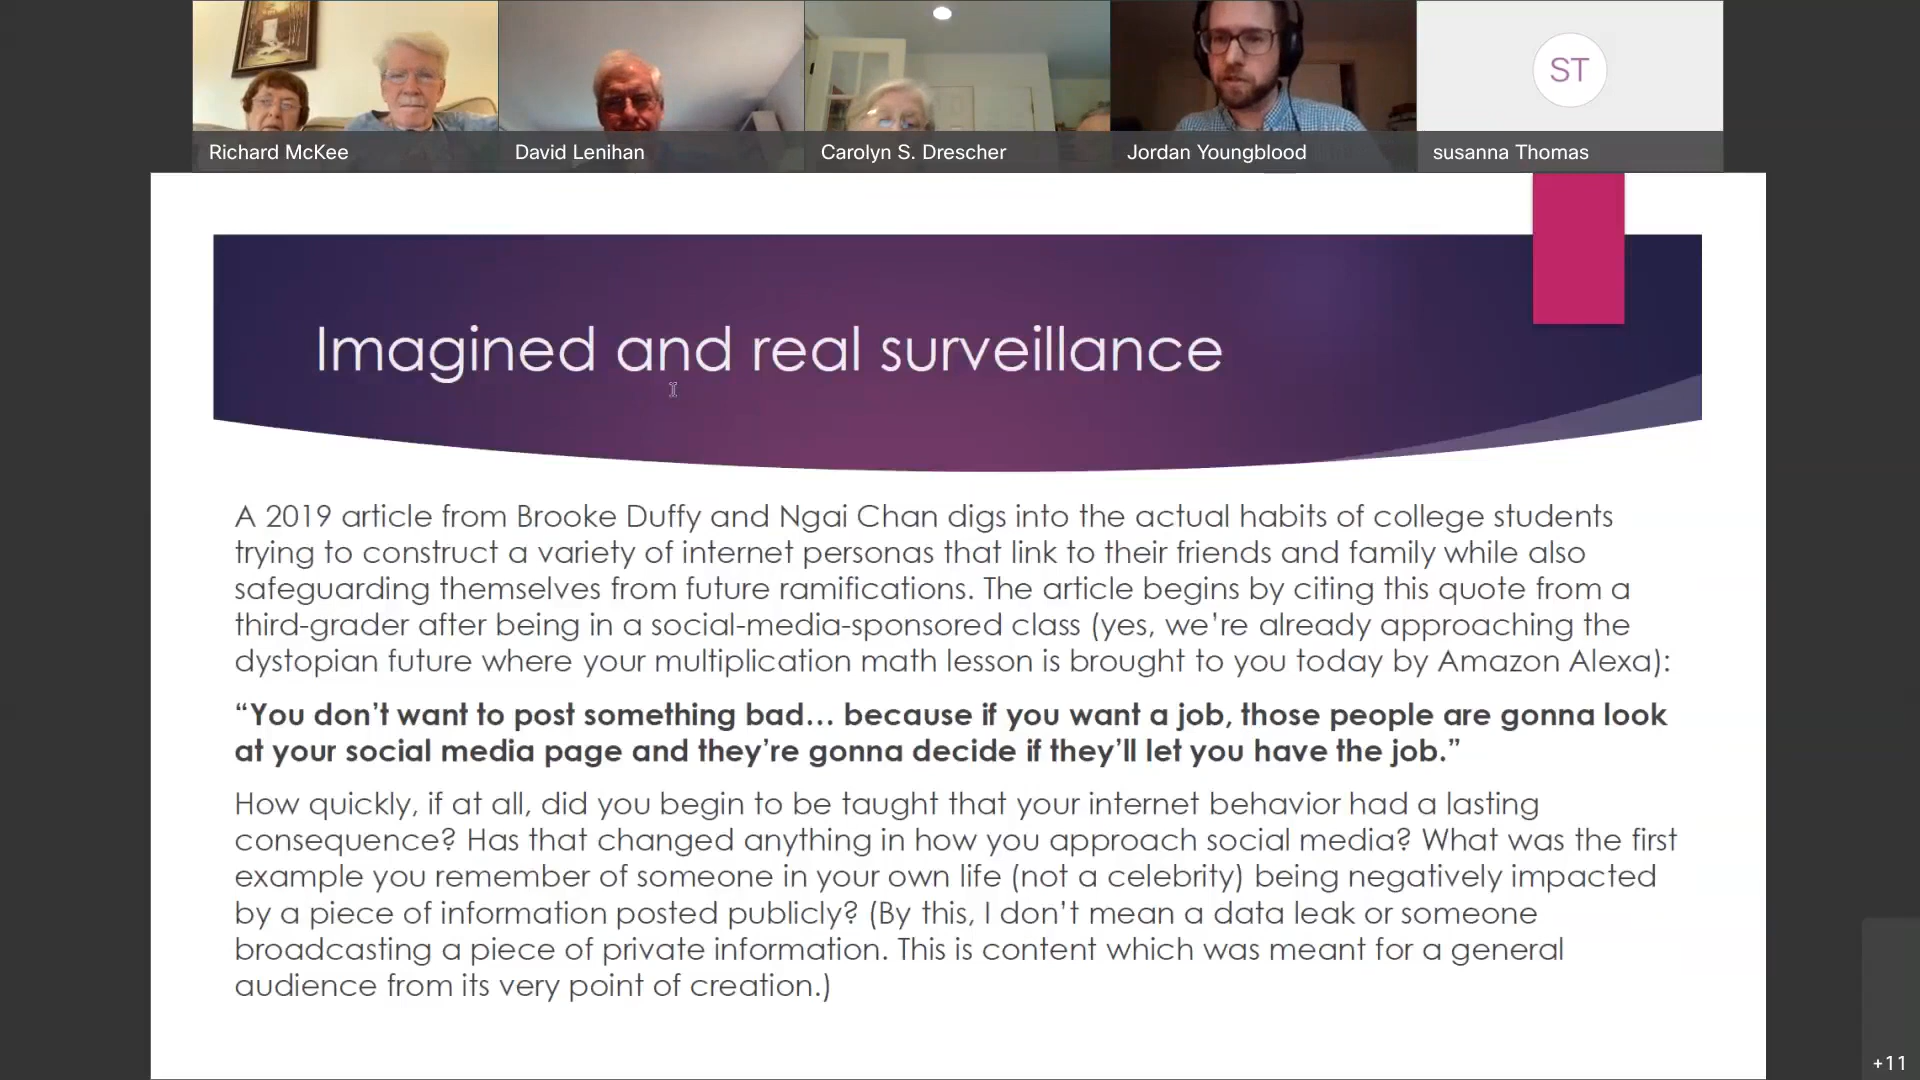 Richard McKee
David Lenihan
Carolyn S. Drescher
Jordan Youngblood
ST
susanna Thomas
Imagined and real surveillance
A 2019 article from Brooke Duffy and Ngai Chan digs into the actual habits of college students
trying to construct a variety of internet personas that link to their friends and family while also
safeguarding themselves from future ramifications. The article begins by citing this quote from a
third-grader after being in a social-media-sponsored class (yes, we’re already approaching the
dystopian future where your multiplication math lesson is brought to you today by Amazon Alexa):
“You don’t want to post something bad… because if you want a job, those people are gonna look
at your social media page and they’re gonna decide if they’ll let you have the job.”
How quickly, if at all, did you begin to be taught that your internet behavior had a lasting
consequence? Has that changed anything in how you approach social media? What was the first
example you remember of someone in your own life (not a celebrity) being negatively impacted
by a piece of information posted publicly? (By this, I don’t mean a data leak or someone
broadcasting a piece of private information. This is content which was meant for a general
audience from its very point of creation.)
+11